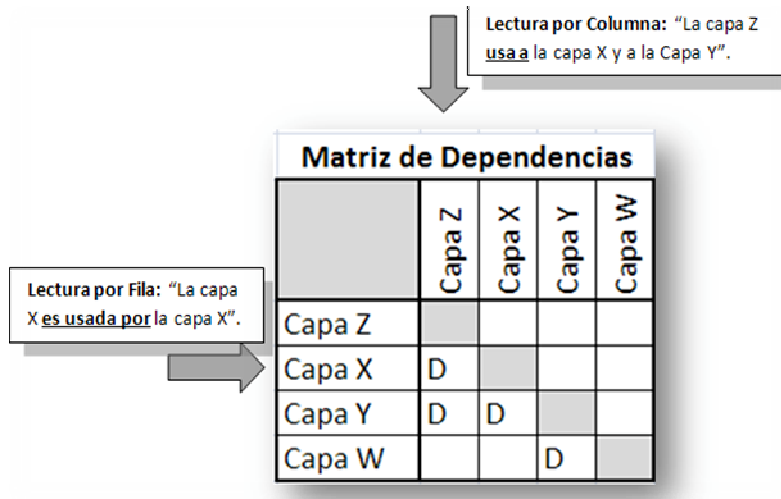 Lectura por Columna: “La capa Z
usa a la capa X y a la Capa Y”.
Matriz de Dependencias
Capa Z Capa X Capa Y Capa W
Lectura por Fila: “La capa
X es usada por la capa X”.
Capa Z
Capa X D
Capa Y D D
Capa W D